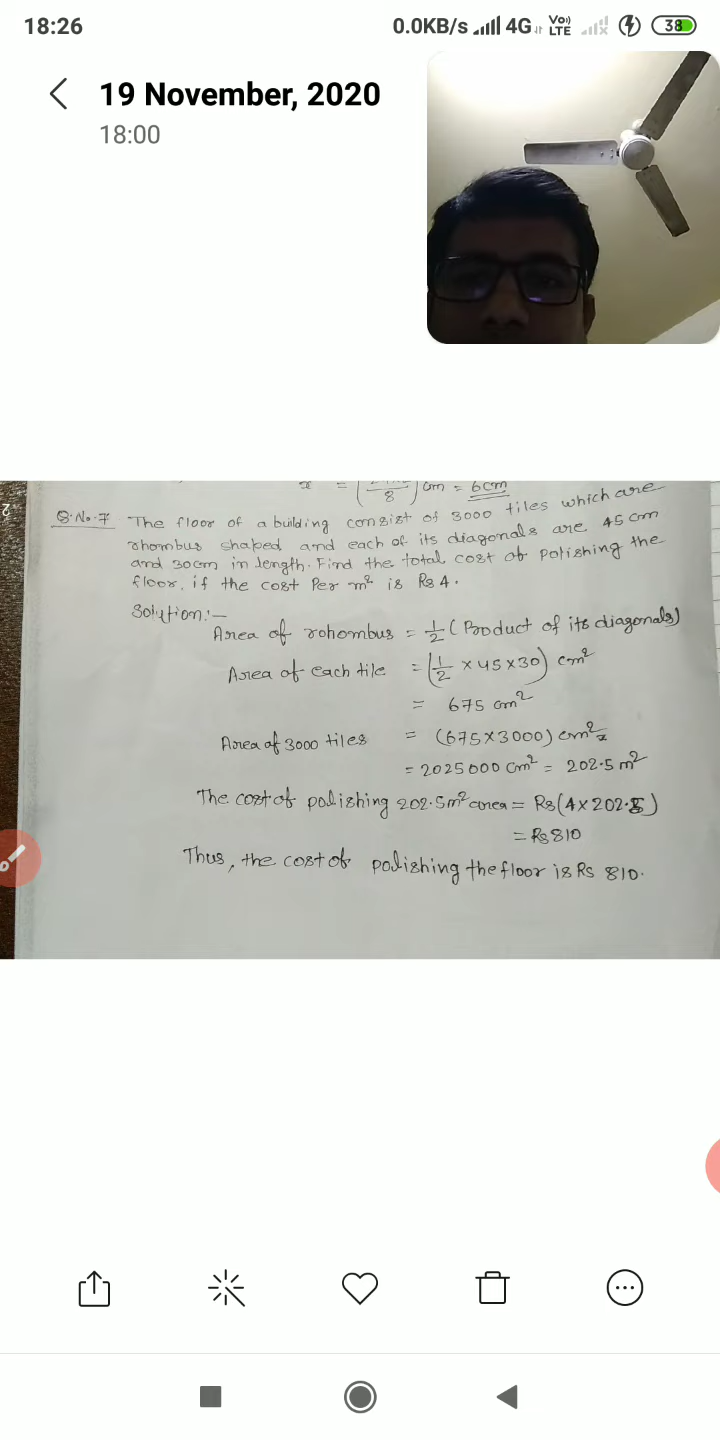 18:26
0.0KB/s 4G VoLTE 38
19 November, 2020
18:00
8 cm = 6cm
Q.No.7 The floor of a building consist of 3000 tiles which are
rhombus shaped and each of its diagonals are 45 cm
and 30cm in length. Find the total cost of polishing the
floor, if the cost Per m² is Rs 4.
Solution:—
Area of rohombus = 1/2 (Product of its diagonals)
Area of each tile = (1/2 × 45 × 30) cm²
= 675 cm²
Area of 3000 tiles = (675×3000) cm²
= 2025000 cm² = 202.5 m²
The cost of polishing 202.5m² area = Rs(4×202.5)
= Rs 810
Thus, the cost of polishing the floor is Rs 810.